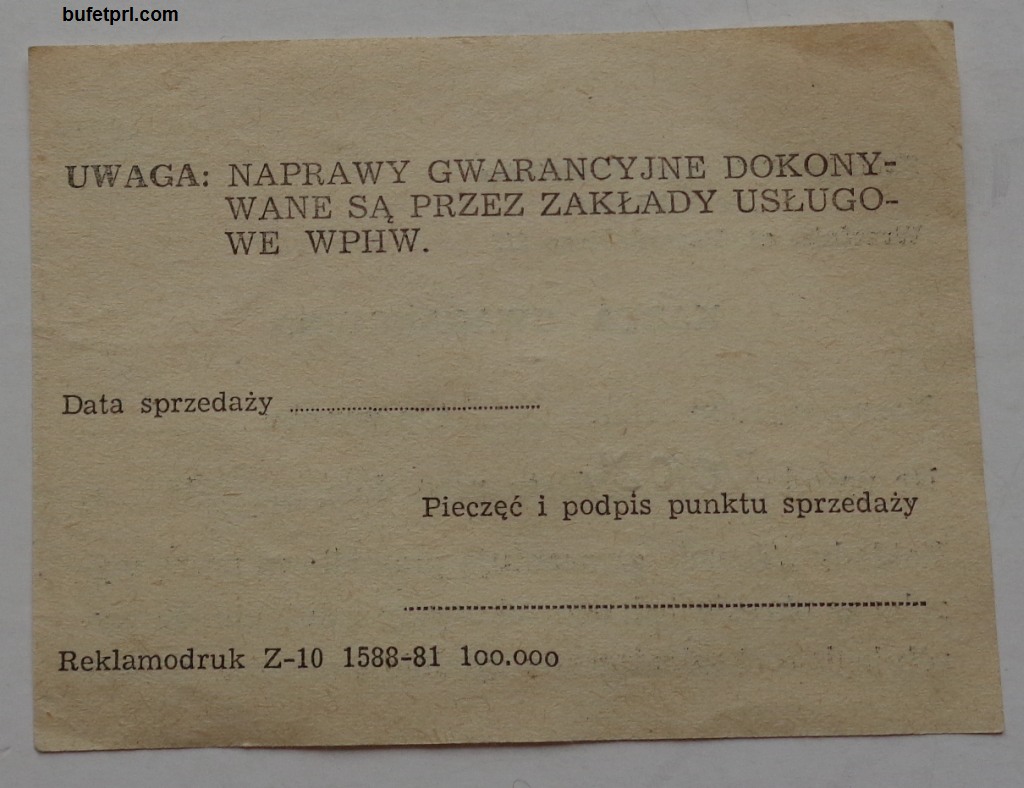 bufetprl.com
UWAGA: NAPRAWY GWARANCYJNE DOKONY-
WANE SĄ PRZEZ ZAKŁADY USŁUGO-
WE WPHW.
Data sprzedaży ........................................
Pieczęć i podpis punktu sprzedaży
................................................................
Reklamodruk Z-10 1588-81 100.000